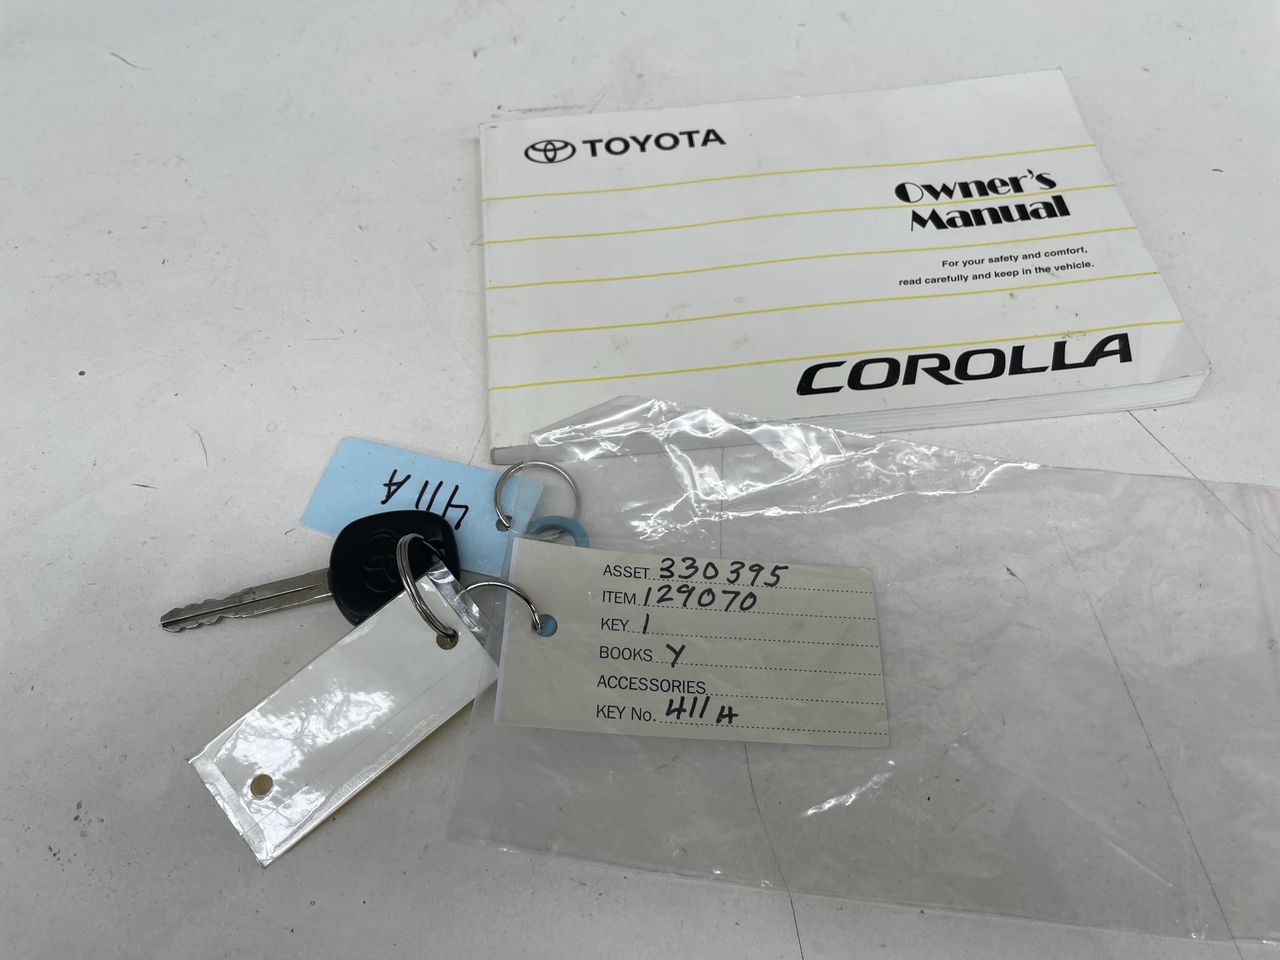 TOYOTA
Owner's
Manual
For your safety and comfort,
read carefully and keep in the vehicle.
COROLLA
411A
ASSET 330395
ITEM 129070
KEY 1
BOOKS Y
ACCESSORIES
KEY No. 411A